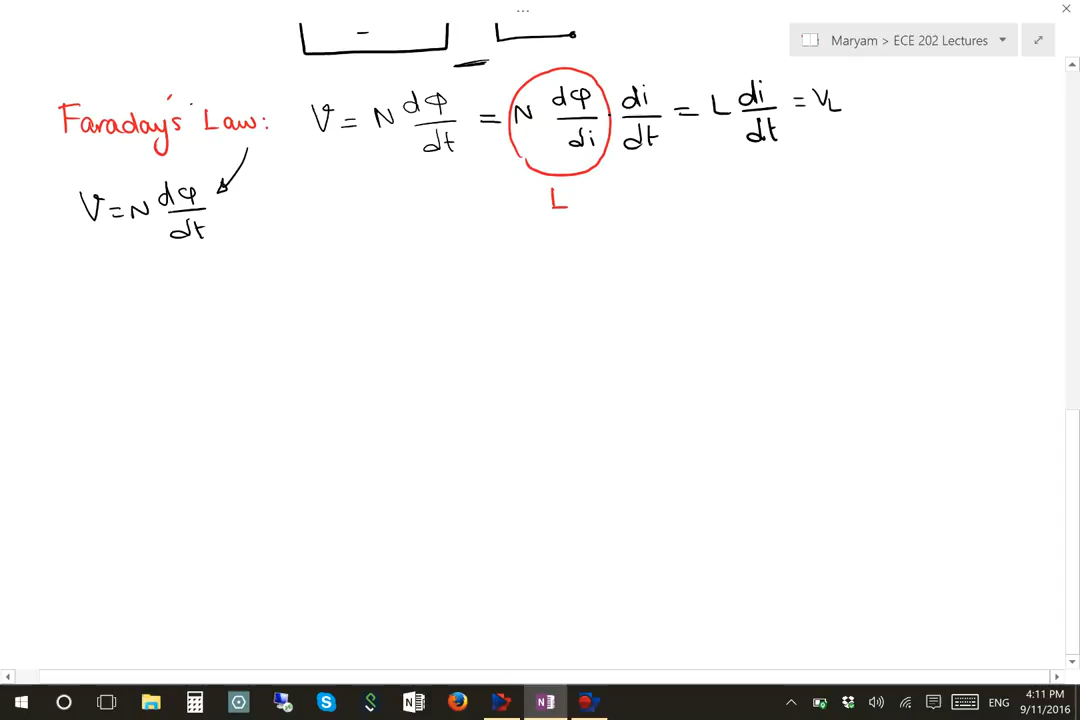 ...
Maryam > ECE 202 Lectures
Faraday's Law: V = N dφ/dt = N dφ/di · di/dt = L di/dt = VL
L
V = N dφ/dt
N
N
ENG
4:11 PM
9/11/2016